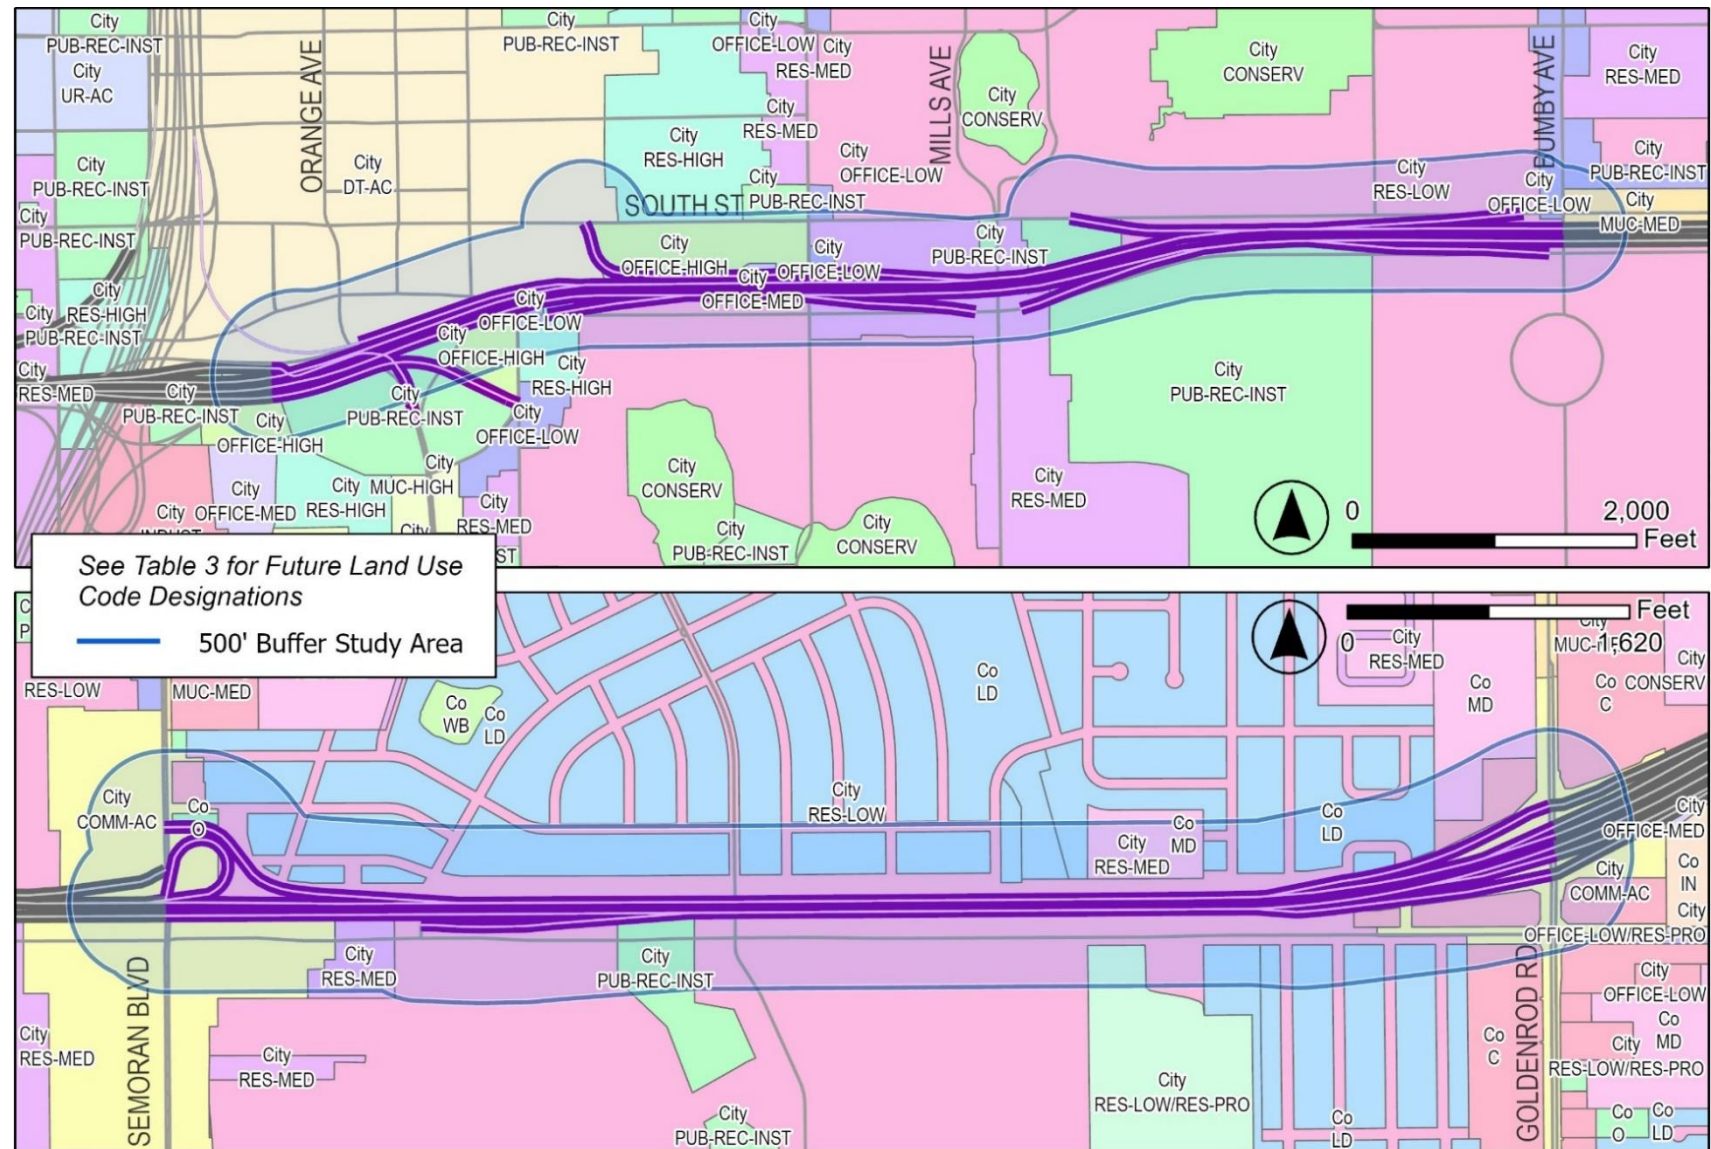 City
PUB-REC-INST
City
UR-AC
ORANGE AVE
City
PUB-REC-INST
City
OFFICE-LOW
City
RES-MED
MILLS AVE
City
CONSERV
City
CONSERV
BUMBY AVE
City
RES-MED
City
PUB-REC-INST
City
DT-AC
City
RES-HIGH
City
RES-MED
City
OFFICE-LOW
City
RES-LOW
City
PUB-REC-INST
City
PUB-REC-INST
SOUTH ST
City
PUB-REC-INST
City
OFFICE-LOW
City
MUC-MED
City
RES-HIGH
City
PUB-REC-INST
City
OFFICE-HIGH
City
OFFICE-LOW
City
OFFICE-MED
City
PUB-REC-INST
City
OFFICE-LOW
City
OFFICE-HIGH
City
RES-HIGH
City
RES-MED
City
PUB-REC-INST
City
OFFICE-HIGH
City
PUB-REC-INST
City
OFFICE-LOW
City
PUB-REC-INST
City
MUC-HIGH
City
RES-HIGH
City
OFFICE-MED
City
City
RES-MED
City
CONSERV
City
PUB-REC-INST
City
CONSERV
City
RES-MED
City
ST
0 2,000
Feet
See Table 3 for Future Land Use
Code Designations
500' Buffer Study Area
Feet
0 1,620
RES-LOW
MUC-MED
Co
WB
Co
LD
Co
LD
City
RES-MED
City
Co
MD
Co
C
City
CONSERV
City
COMM-AC
Co
O
City
RES-LOW
City
RES-MED
Co
MD
Co
LD
City
OFFICE-MED
City
COMM-AC
Co
IN
City
OFFICE-LOW/RES-PRO
SEMORAN BLVD
City
RES-MED
City
PUB-REC-INST
GOLDENROD RD
City
OFFICE-LOW
Co
MD
City
RES-LOW/RES-PRO
City
RES-MED
City
RES-MED
Co
C
City
RES-LOW/RES-PRO
City
PUB-REC-INST
Co
LD
Co
O
Co
LD